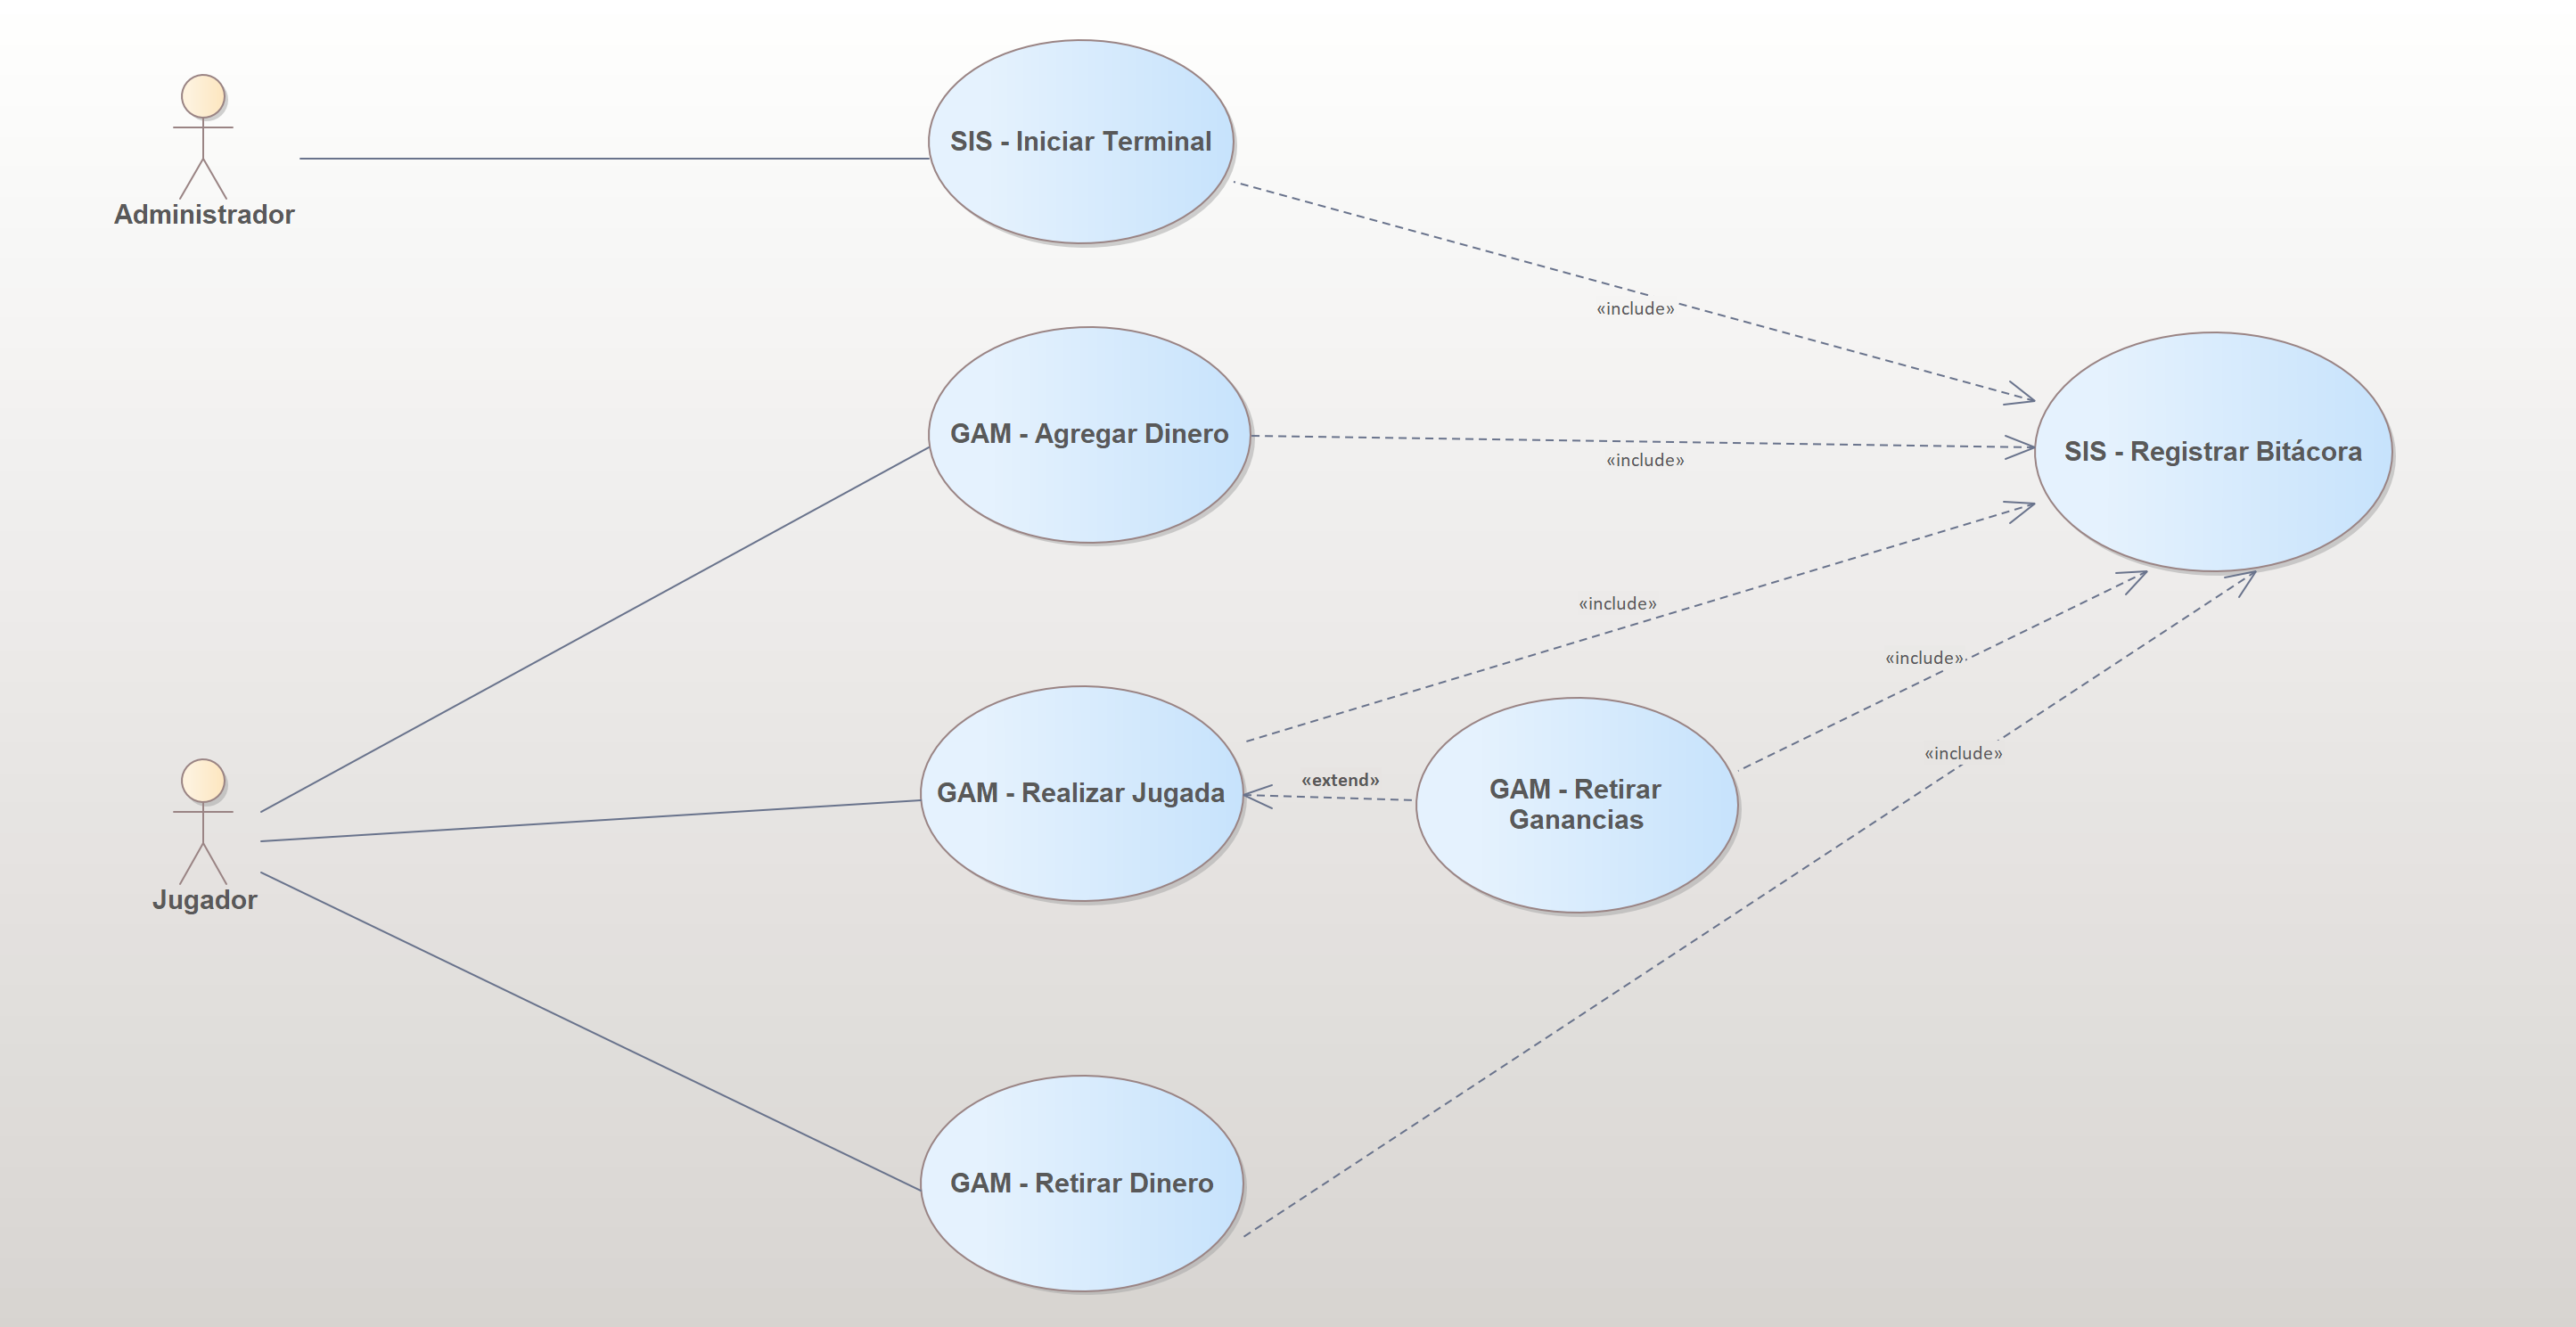 SIS - Iniciar Terminal
Administrador
«include»
GAM - Agregar Dinero
SIS - Registrar Bitácora
«include»
«include»
«include»
«include»
GAM - Realizar Jugada
«extend»
GAM - Retirar
Ganancias
Jugador
GAM - Retirar Dinero